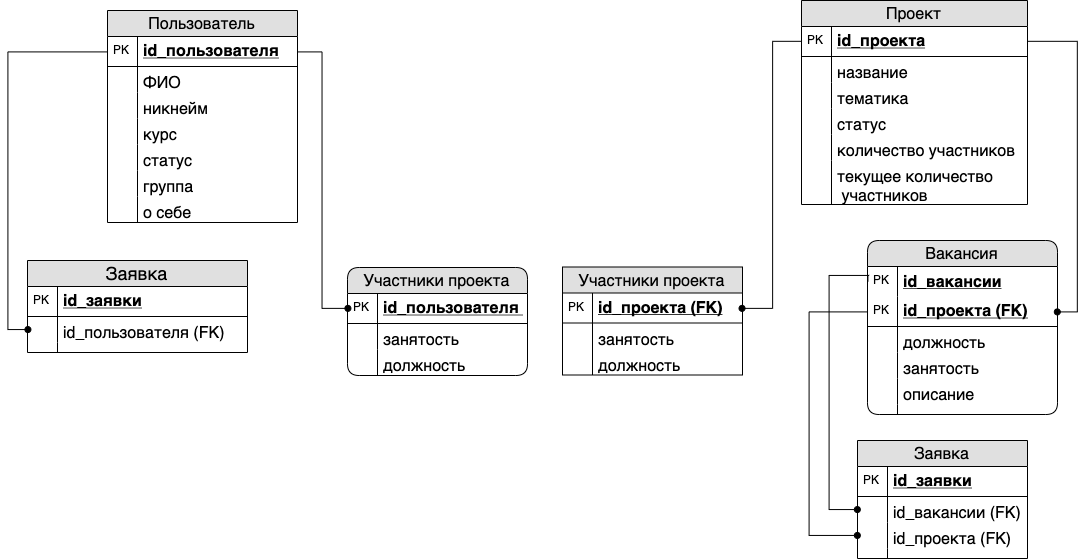 Пользователь
PK id_пользователя
ФИО
никнейм
курс
статус
группа
о себе
Проект
PK id_проекта
название
тематика
статус
количество участников
текущее количество
участников
Заявка
PK id_заявки
id_пользователя (FK)
Участники проекта
PK id_пользователя
занятость
должность
Участники проекта
PK id_проекта (FK)
занятость
должность
Вакансия
PK id_вакансии
PK id_проекта (FK)
должность
занятость
описание
Заявка
PK id_заявки
id_вакансии (FK)
id_проекта (FK)